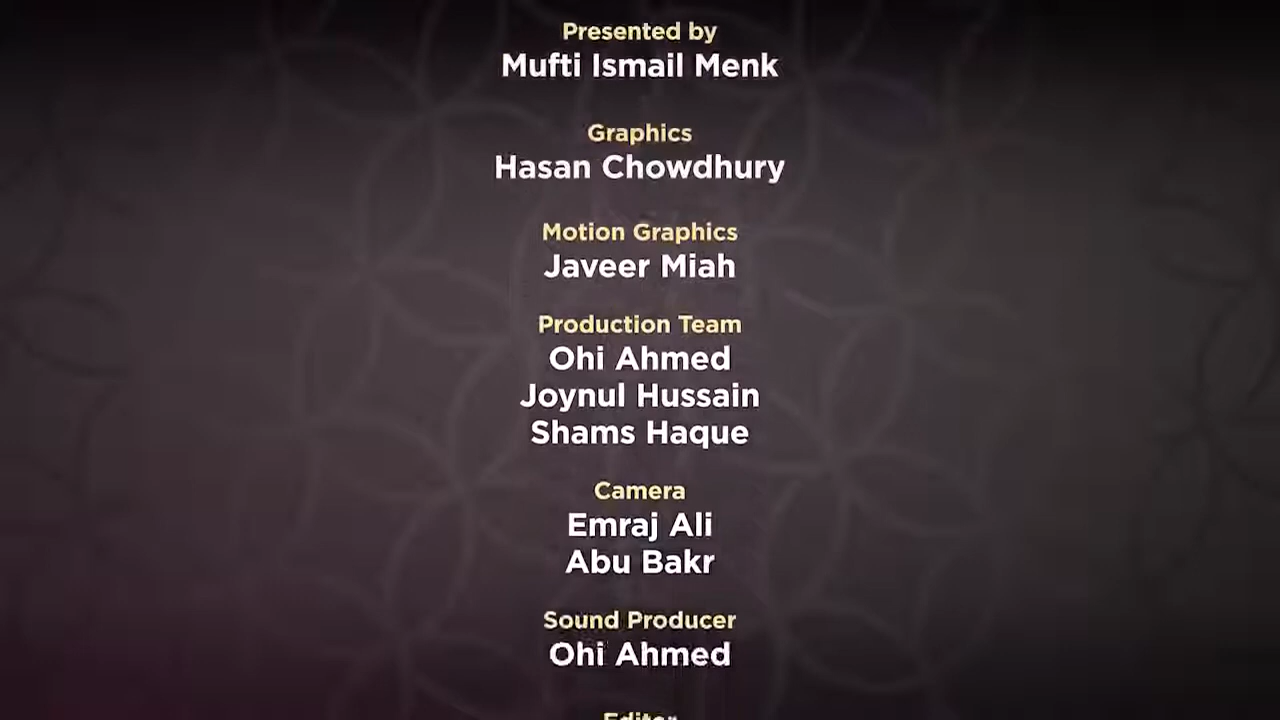 Presented by
Mufti Ismail Menk
Graphics
Hasan Chowdhury
Motion Graphics
Javeer Miah
Production Team
Ohi Ahmed
Joynul Hussain
Shams Haque
Camera
Emraj Ali
Abu Bakr
Sound Producer
Ohi Ahmed
Editor